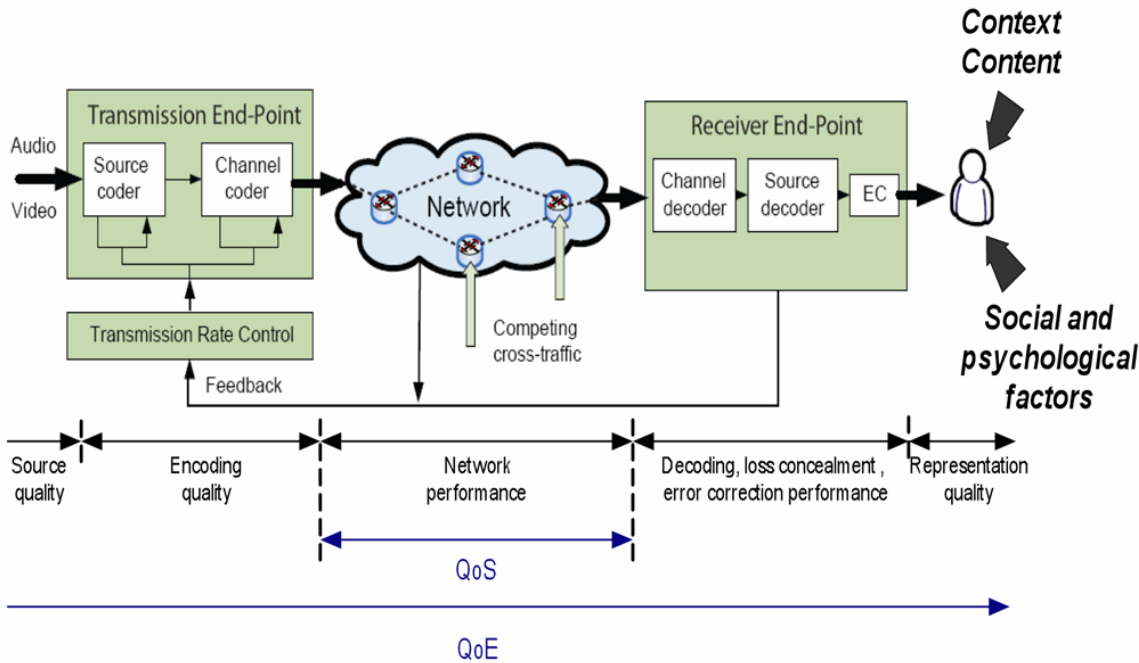 Context
Content
Transmission End-Point
Audio
Video
Source
coder
Channel
coder
Network
Receiver End-Point
Channel
decoder
Source
decoder
EC
Transmission Rate Control
Competing
cross-traffic
Feedback
Social and
psychological
factors
Source
quality
Encoding
quality
Network
performance
Decoding, loss concealment ,
error correction performance
Representation
quality
QoS
QoE